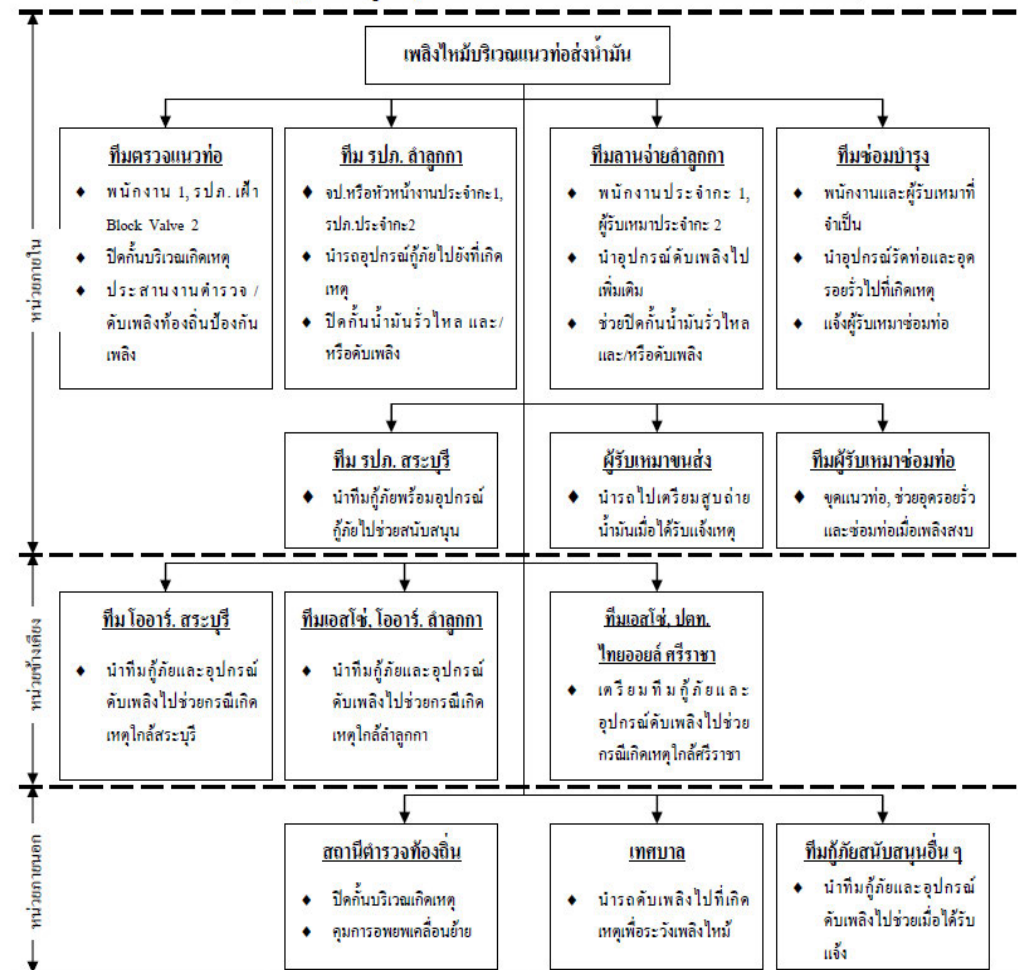 เพลิงไหม้บริเวณแนวท่อส่งน้ำมัน
หน่วยภายใน
ทีมตรวจแนวท่อ
♦ พนักงาน 1, รปภ. เฝ้า
Block Valve 2
♦ ปิดกั้นบริเวณเกิดเหตุ
♦ ประสานงานตำรวจ /
ดับเพลิงท้องถิ่นป้องกัน
เพลิง
ทีม รปภ. ลำลูกกา
♦ จป.หรือหัวหน้างานประจำกะ1,
รปภ.ประจำกะ2
♦ นำรถอุปกรณ์กู้ภัยไปยังที่เกิด
เหตุ
♦ ปิดกั้นน้ำมันรั่วไหล และ/
หรือดับเพลิง
ทีมลานจ่ายลำลูกกา
♦ พนักงานประจำกะ 1,
ผู้รับเหมาประจำกะ 2
♦ นำอุปกรณ์ดับเพลิงไป
เพิ่มเติม
♦ ช่วยปิดกั้นน้ำมันรั่วไหล
และ/หรือดับเพลิง
ทีมซ่อมบำรุง
♦ พนักงานและผู้รับเหมาที่
จำเป็น
♦ นำอุปกรณ์รัดท่อและอุด
รอยรั่วไปที่เกิดเหตุ
♦ แจ้งผู้รับเหมาซ่อมท่อ
ทีม รปภ. สระบุรี
♦ นำทีมกู้ภัยพร้อมอุปกรณ์
กู้ภัยไปช่วยสนับสนุน
ผู้รับเหมาขนส่ง
♦ นำรถไปเตรียมสูบถ่าย
น้ำมันเมื่อได้รับแจ้งเหตุ
ทีมผู้รับเหมาซ่อมท่อ
♦ ขุดแนวท่อ, ช่วยอุดรอยรั่ว
และซ่อมท่อเมื่อเพลิงสงบ
หน่วยข้างเคียง
ทีม โออาร์. สระบุรี
♦ นำทีมกู้ภัยและอุปกรณ์
ดับเพลิงไปช่วยกรณีเกิด
เหตุใกล้สระบุรี
ทีมเอสโซ่, โออาร์. ลำลูกกา
♦ นำทีมกู้ภัยและอุปกรณ์
ดับเพลิงไปช่วยกรณีเกิด
เหตุใกล้ลำลูกกา
ทีมเอสโซ่, ปตท.
ไทยออยล์ ศรีราชา
♦ เตรียมทีมกู้ภัยและ
อุปกรณ์ดับเพลิงไปช่วย
กรณีเกิดเหตุใกล้ศรีราชา
หน่วยภายนอก
สถานีตำรวจท้องถิ่น
♦ ปิดกั้นบริเวณเกิดเหตุ
♦ คุมการอพยพเคลื่อนย้าย
เทศบาล
♦ นำรถดับเพลิงไปที่เกิด
เหตุเพื่อระวังเพลิงไหม้
ทีมกู้ภัยสนับสนุนอื่น ๆ
♦ นำทีมกู้ภัยและอุปกรณ์
ดับเพลิงไปช่วยเมื่อได้รับ
แจ้ง